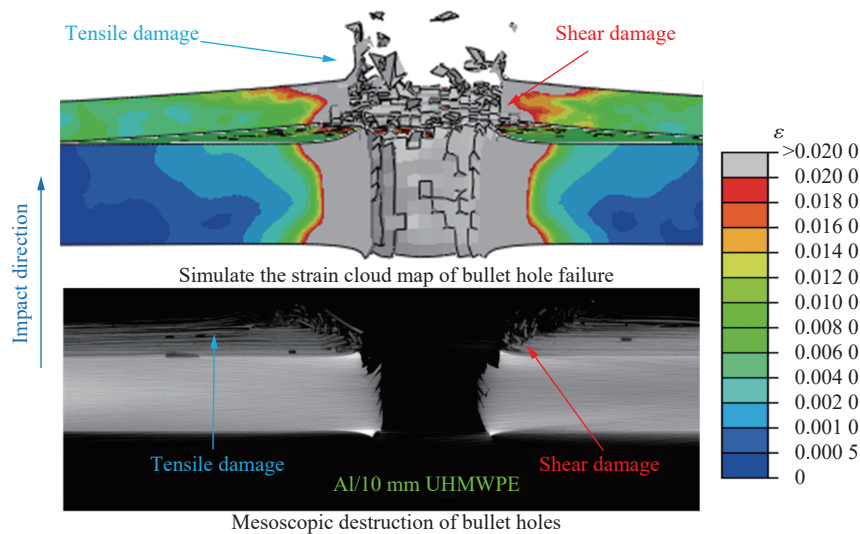 Tensile damage
Shear damage
ε
>0.020 0
0.020 0
0.018 0
0.016 0
0.014 0
0.012 0
0.010 0
0.008 0
0.006 0
0.004 0
0.002 0
0.001 0
0.000 5
0
Impact direction
Simulate the strain cloud map of bullet hole failure
Tensile damage
Shear damage
Al/10 mm UHMWPE
Mesoscopic destruction of bullet holes